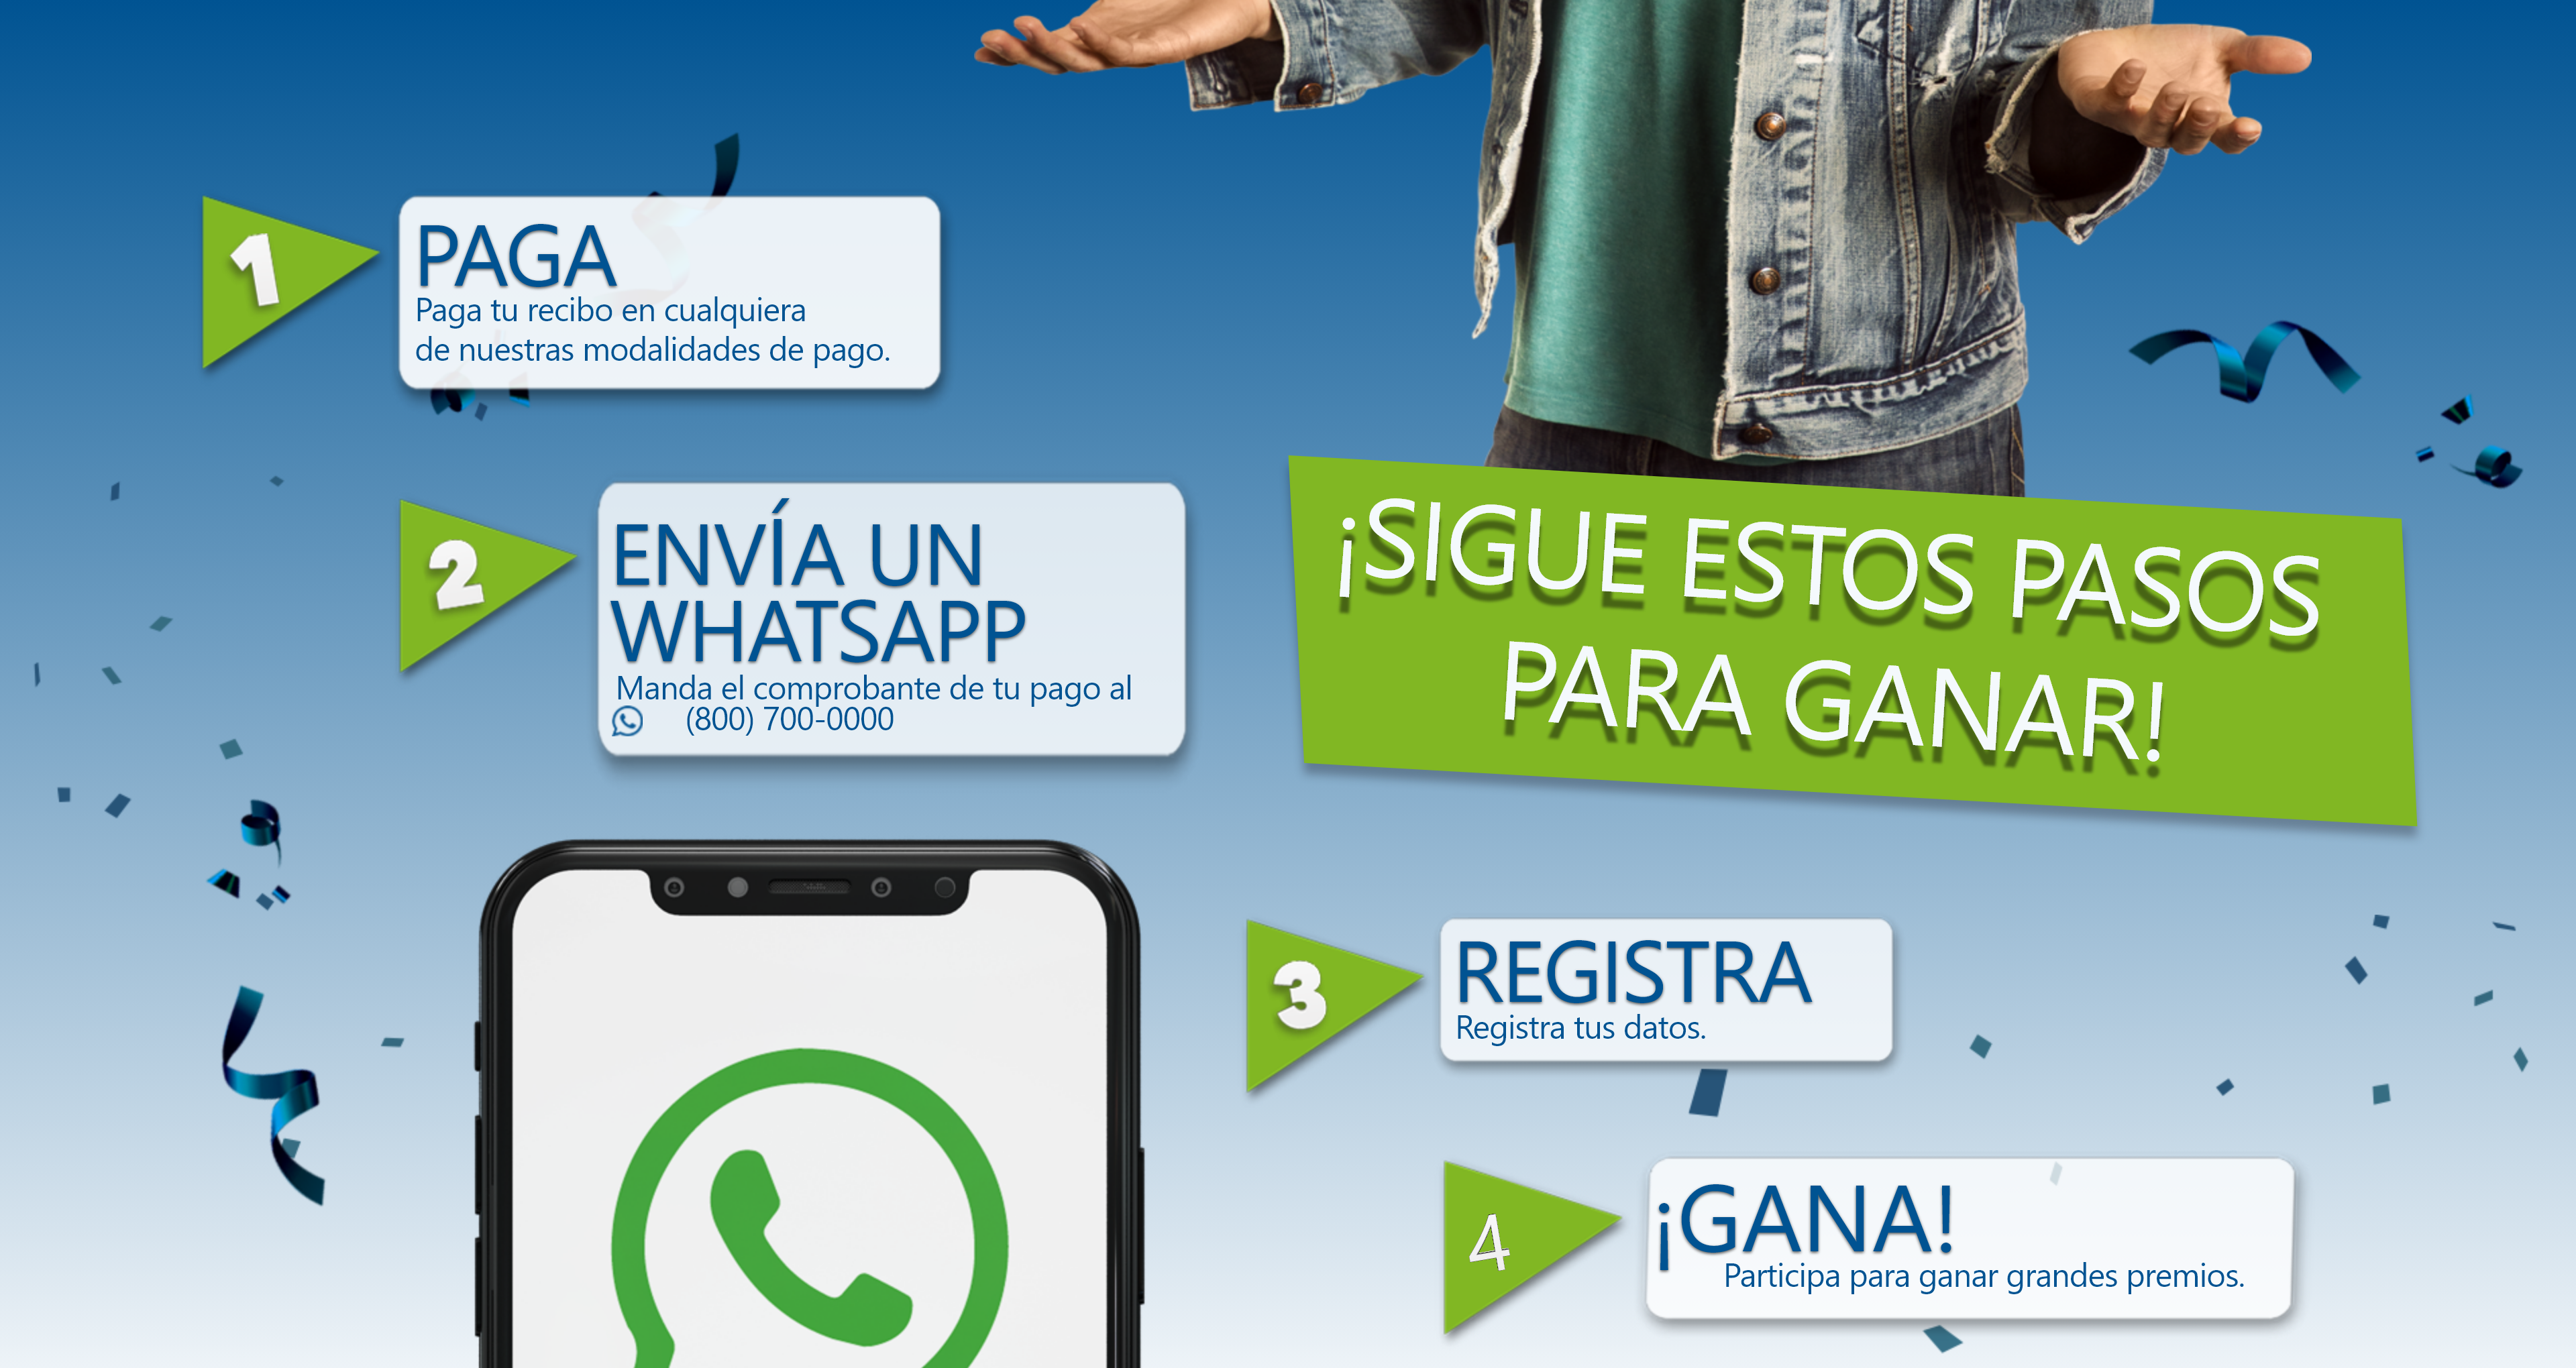 1
PAGA
Paga tu recibo en cualquiera
de nuestras modalidades de pago.
2
ENVÍA UN
WHATSAPP
Manda el comprobante de tu pago al
(800) 700-0000
¡SIGUE ESTOS PASOS
PARA GANAR!
3
REGISTRA
Registra tus datos.
4
¡GANA!
Participa para ganar grandes premios.